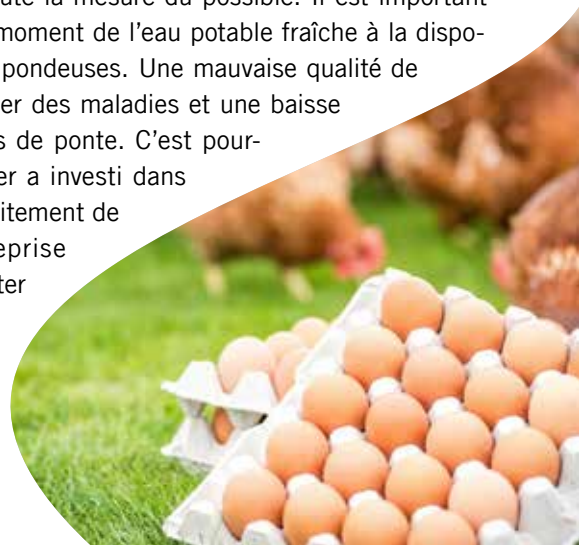 ute la mesure du possible. Il est important
moment de l’eau potable fraîche à la dispo-
pondeuses. Une mauvaise qualité de
er des maladies et une baisse
s de ponte. C’est pour-
er a investi dans
itement de
eprise
ter